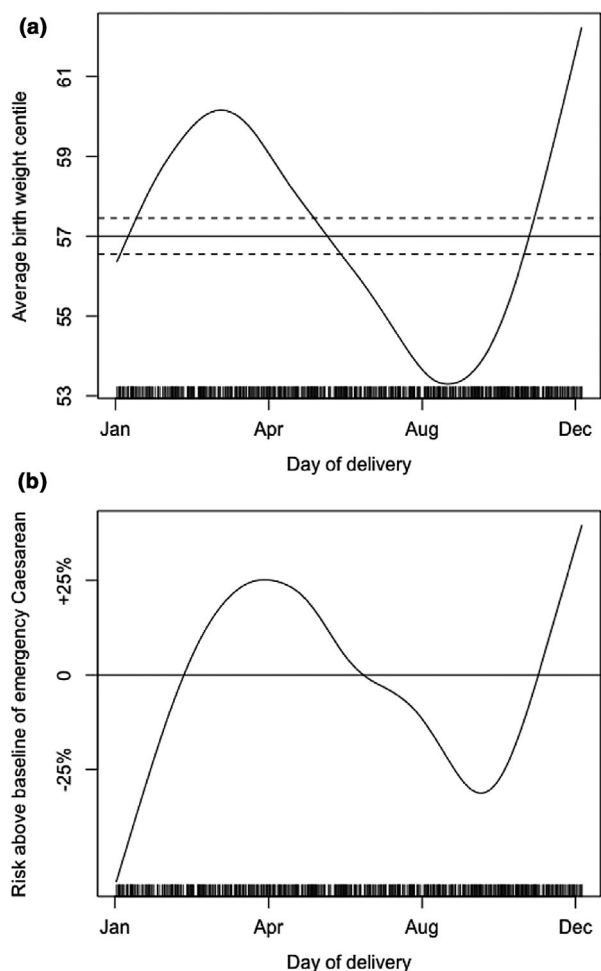 (a)
Average birth weight centile
61
59
57
55
53
Jan
Apr
Aug
Dec
Day of delivery
(b)
Risk above baseline of emergency Caesarean
+25%
0
-25%
Jan
Apr
Aug
Dec
Day of delivery